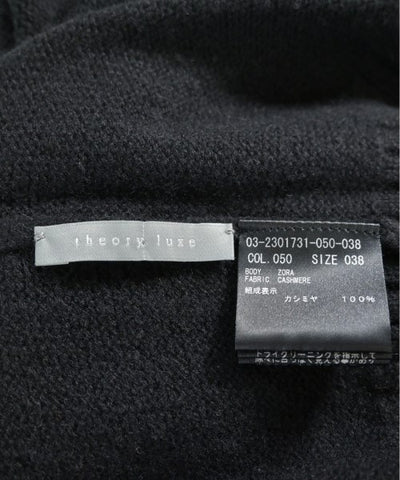 theory luxe
03-2301731-050-038
COL. 050 SIZE 038
BODY ZORA
FABRIC CASHMERE
組成表示
カシミヤ 100%
ドライクリーニングを指示して